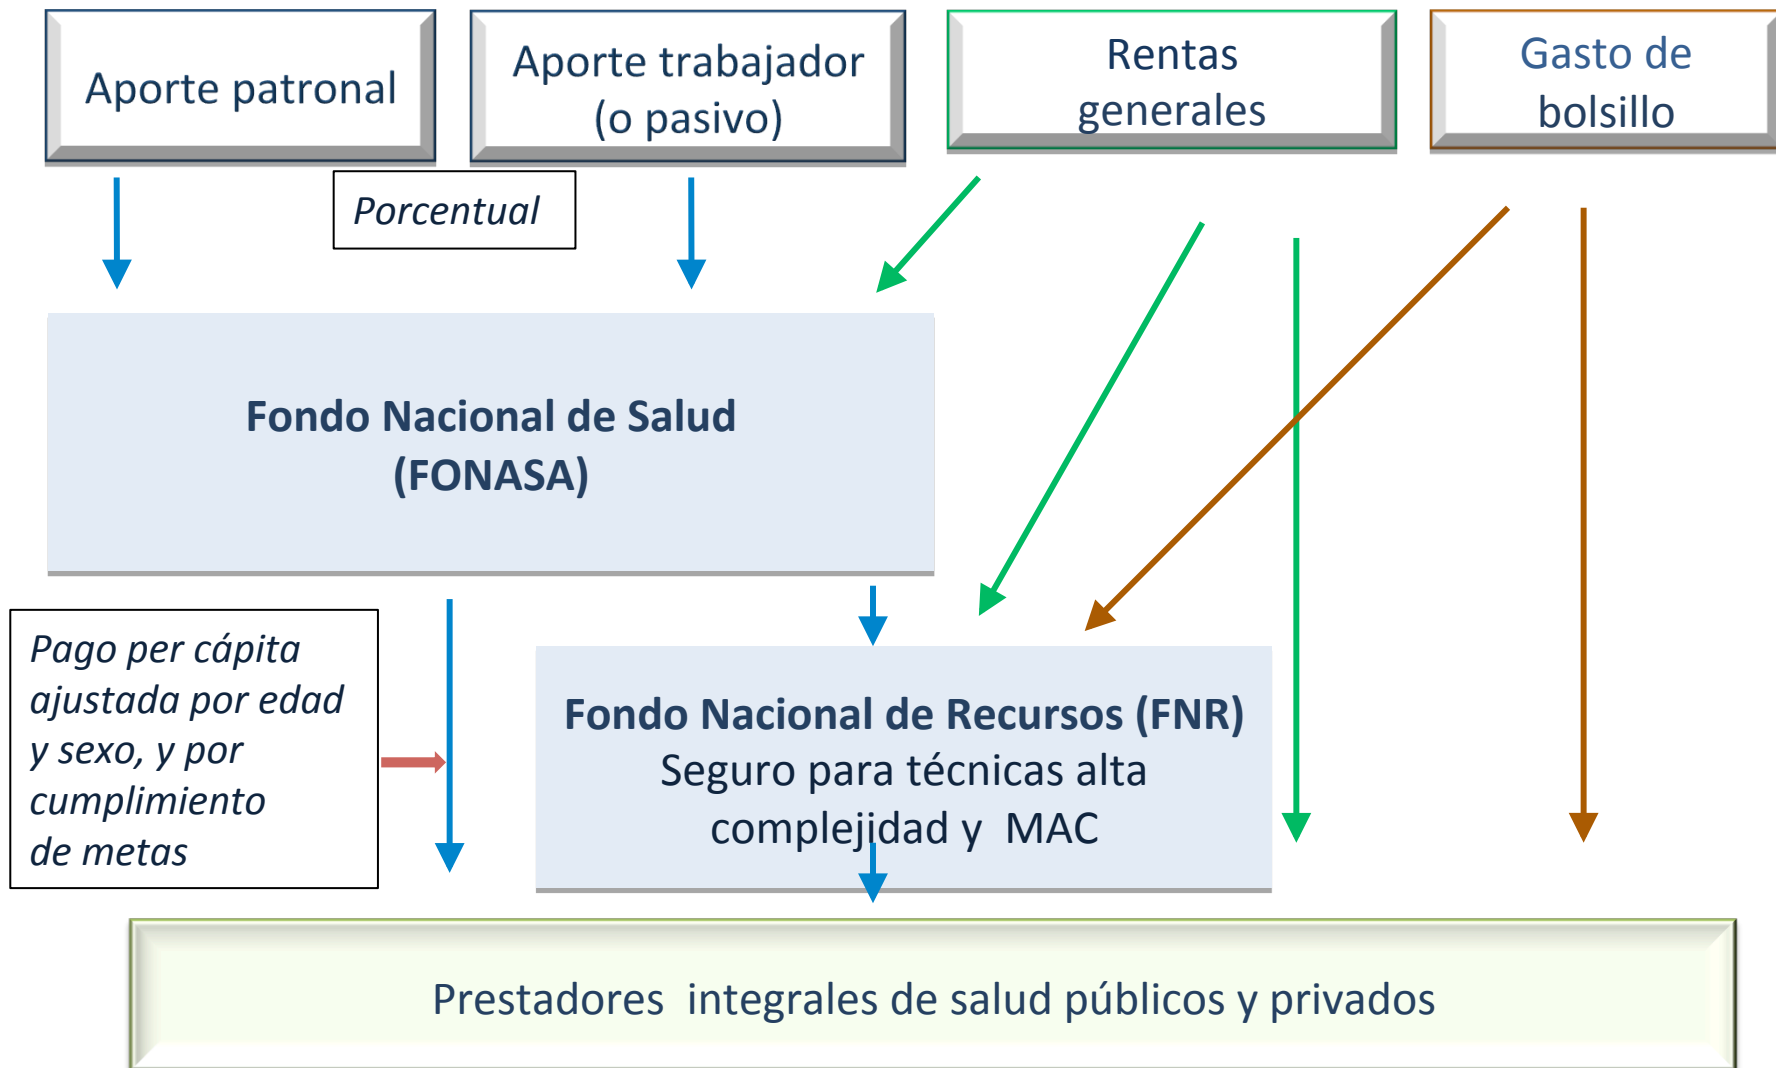 Aporte patronal
Aporte trabajador
(o pasivo)
Rentas
generales
Gasto de
bolsillo
Porcentual
Fondo Nacional de Salud
(FONASA)
Pago per cápita
ajustada por edad
y sexo, y por
cumplimiento
de metas
Fondo Nacional de Recursos (FNR)
Seguro para técnicas alta
complejidad y MAC
Prestadores integrales de salud públicos y privados